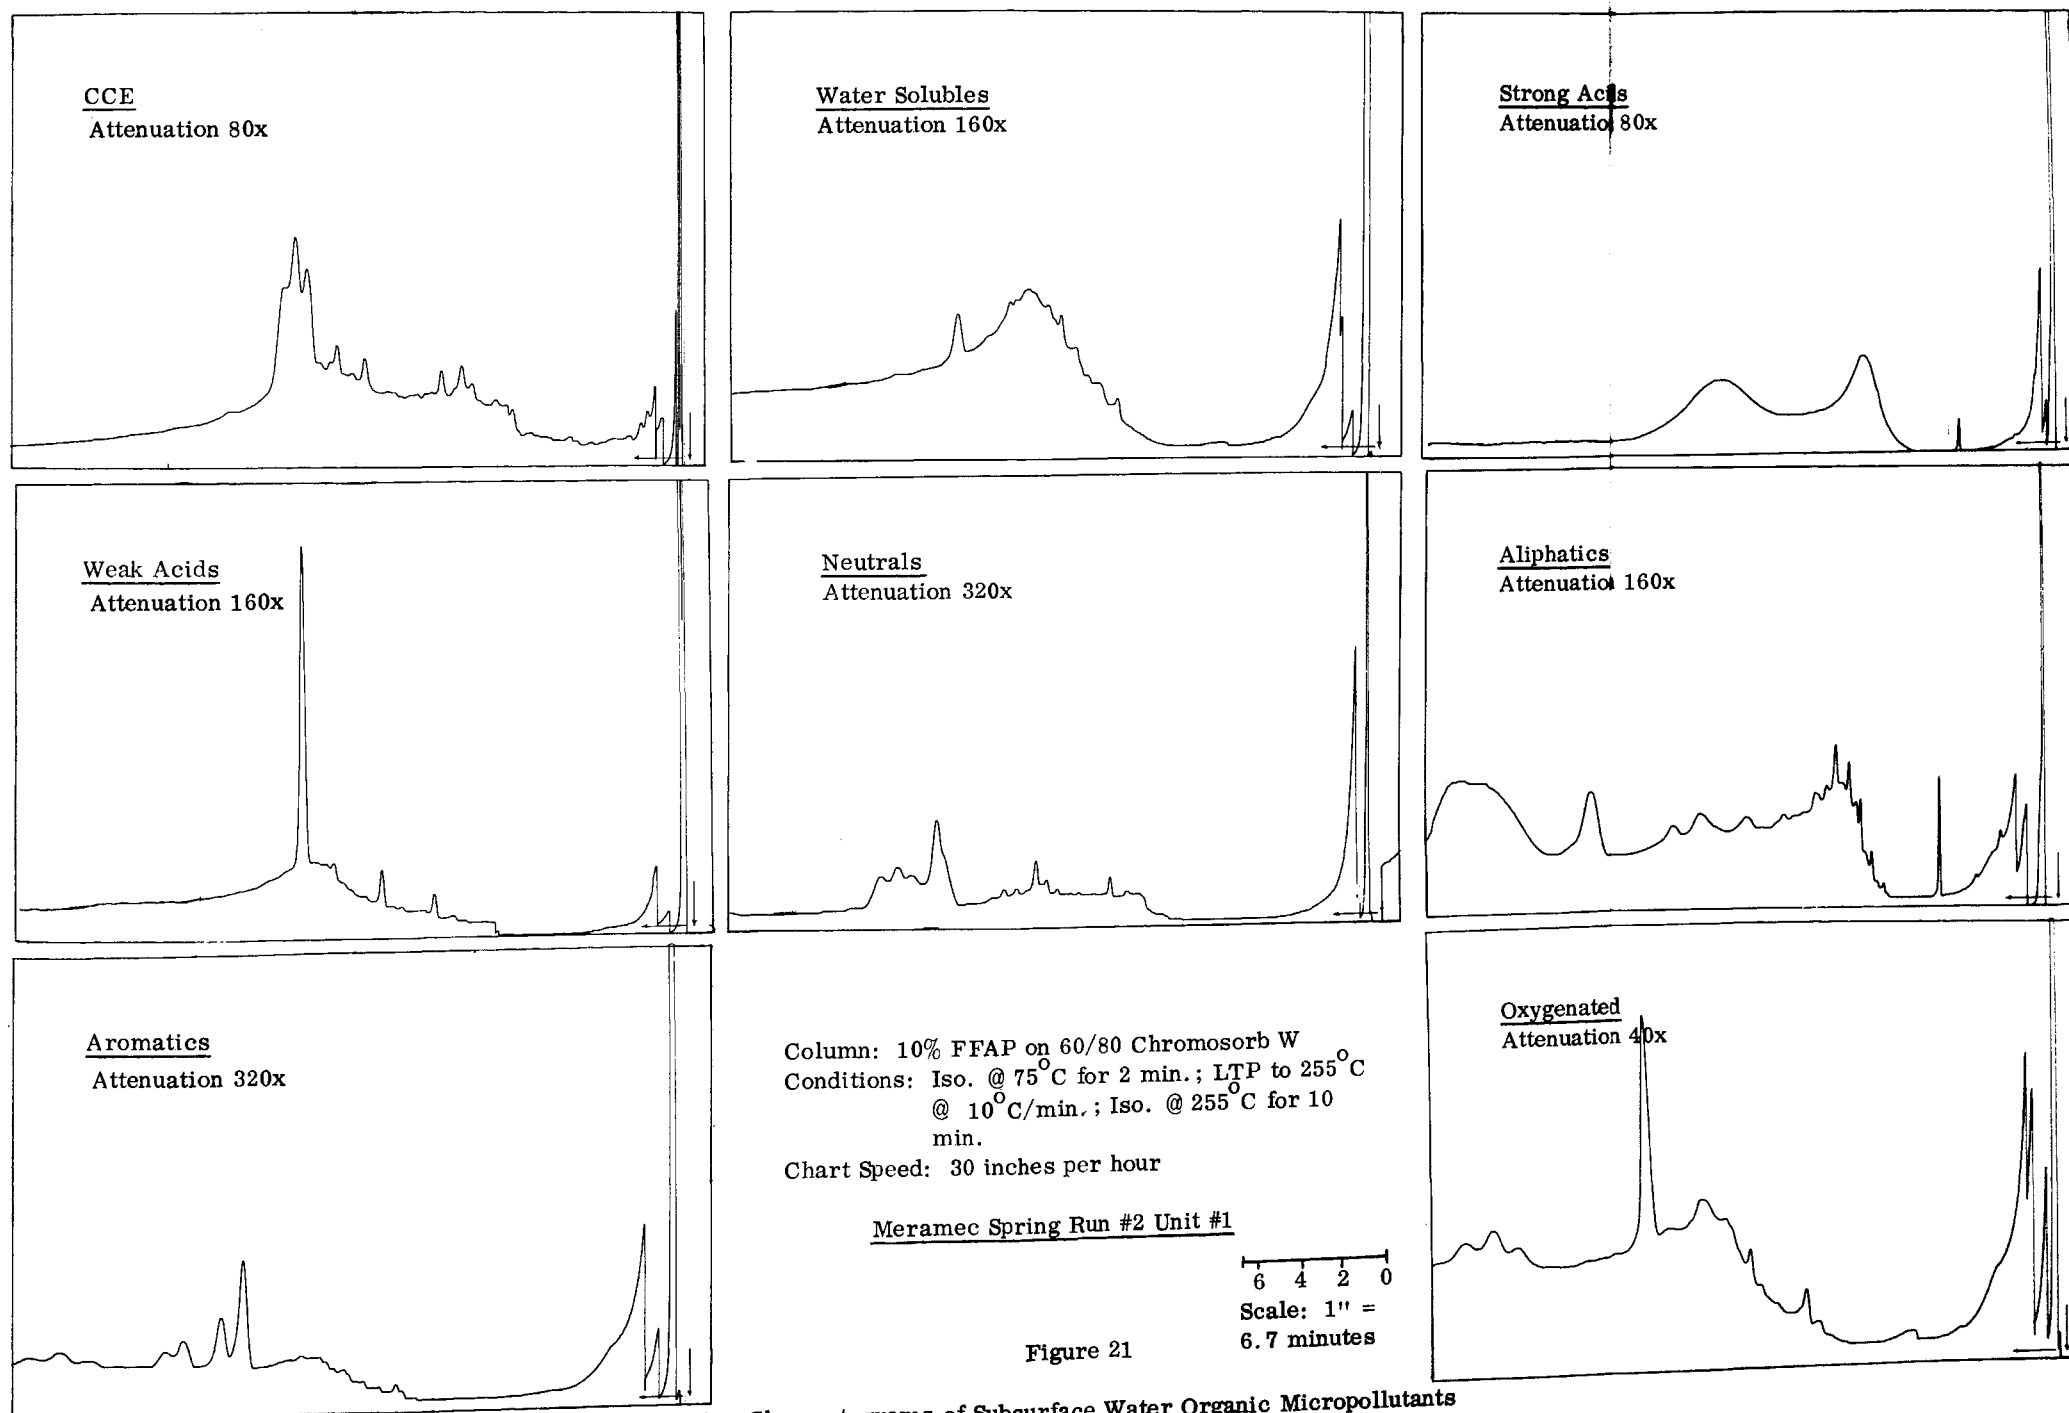 CCE
Attenuation 80x
Water Solubles
Attenuation 160x
Strong Ac s
Attenuatio 80x
Weak Acids
Attenuation 160x
Neutrals
Attenuation 320x
Aliphatics
Attenuatio 160x
Aromatics
Attenuation 320x
Oxygenated
Attenuation 40x
Column: 10% FFAP on 60/80 Chromosorb W
Conditions: Iso. @ 75°C for 2 min.; LTP to 255°C
@ 10°C/min.; Iso. @ 255°C for 10
min.
Chart Speed: 30 inches per hour
Meramec Spring Run #2 Unit #1
6 4 2 0
Scale: 1" =
6.7 minutes
Figure 21
of Subsurface Water Organic Micropollutants